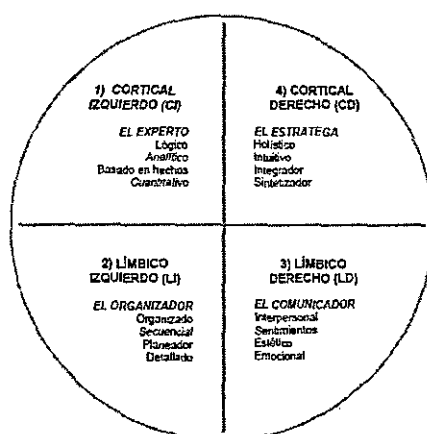 1) CORTICAL
IZQUIERDO (CI)
EL EXPERTO
Lógico
Analítico
Basado en hechos
Cuantitativo
4) CORTICAL
DERECHO (CD)
EL ESTRATEGA
Holístico
Intuitivo
Integrador
Sintetizador
2) LÍMBICO
IZQUIERDO (LI)
EL ORGANIZADOR
Organizado
Secuencial
Planeador
Detallado
3) LÍMBICO
DERECHO (LD)
EL COMUNICADOR
Interpersonal
Sentimientos
Estético
Emocional